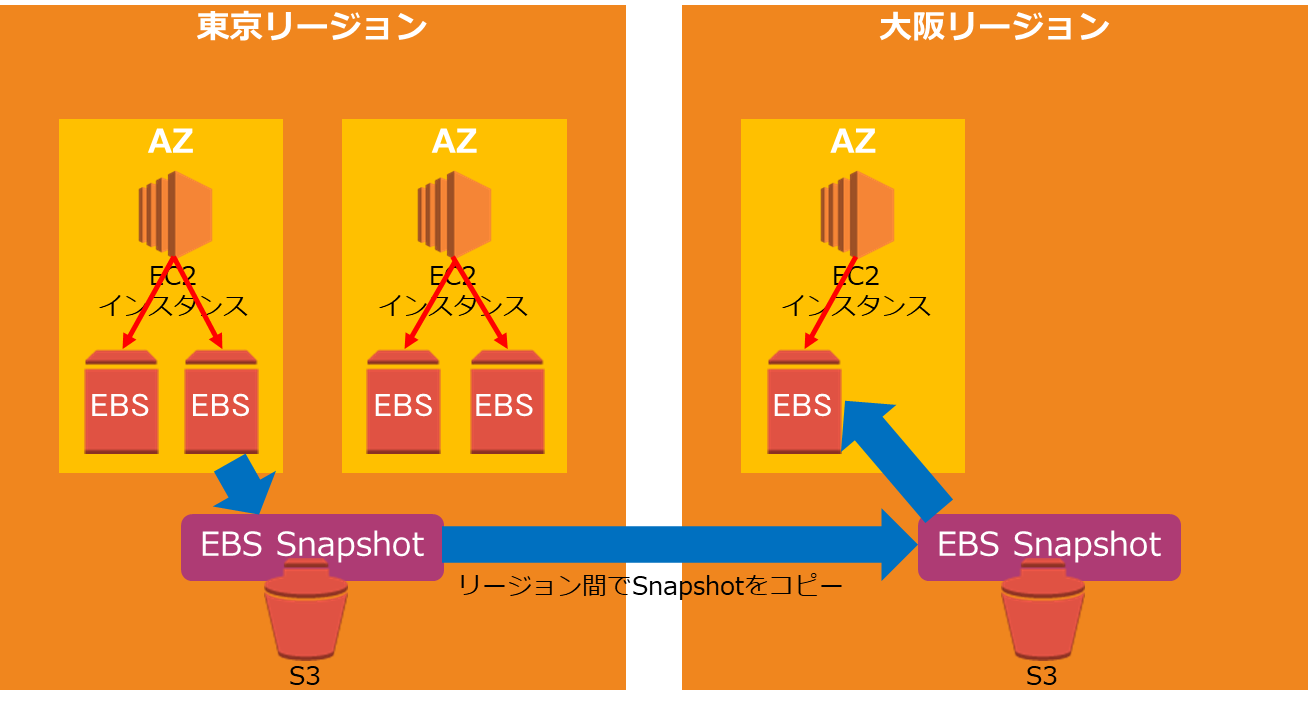 東京リージョン
大阪リージョン
AZ
AZ
AZ
EC2
インスタンス
EC2
インスタンス
EC2
インスタンス
EBS
EBS
EBS
EBS
EBS
EBS Snapshot
EBS Snapshot
リージョン間でSnapshotをコピー
S3
S3